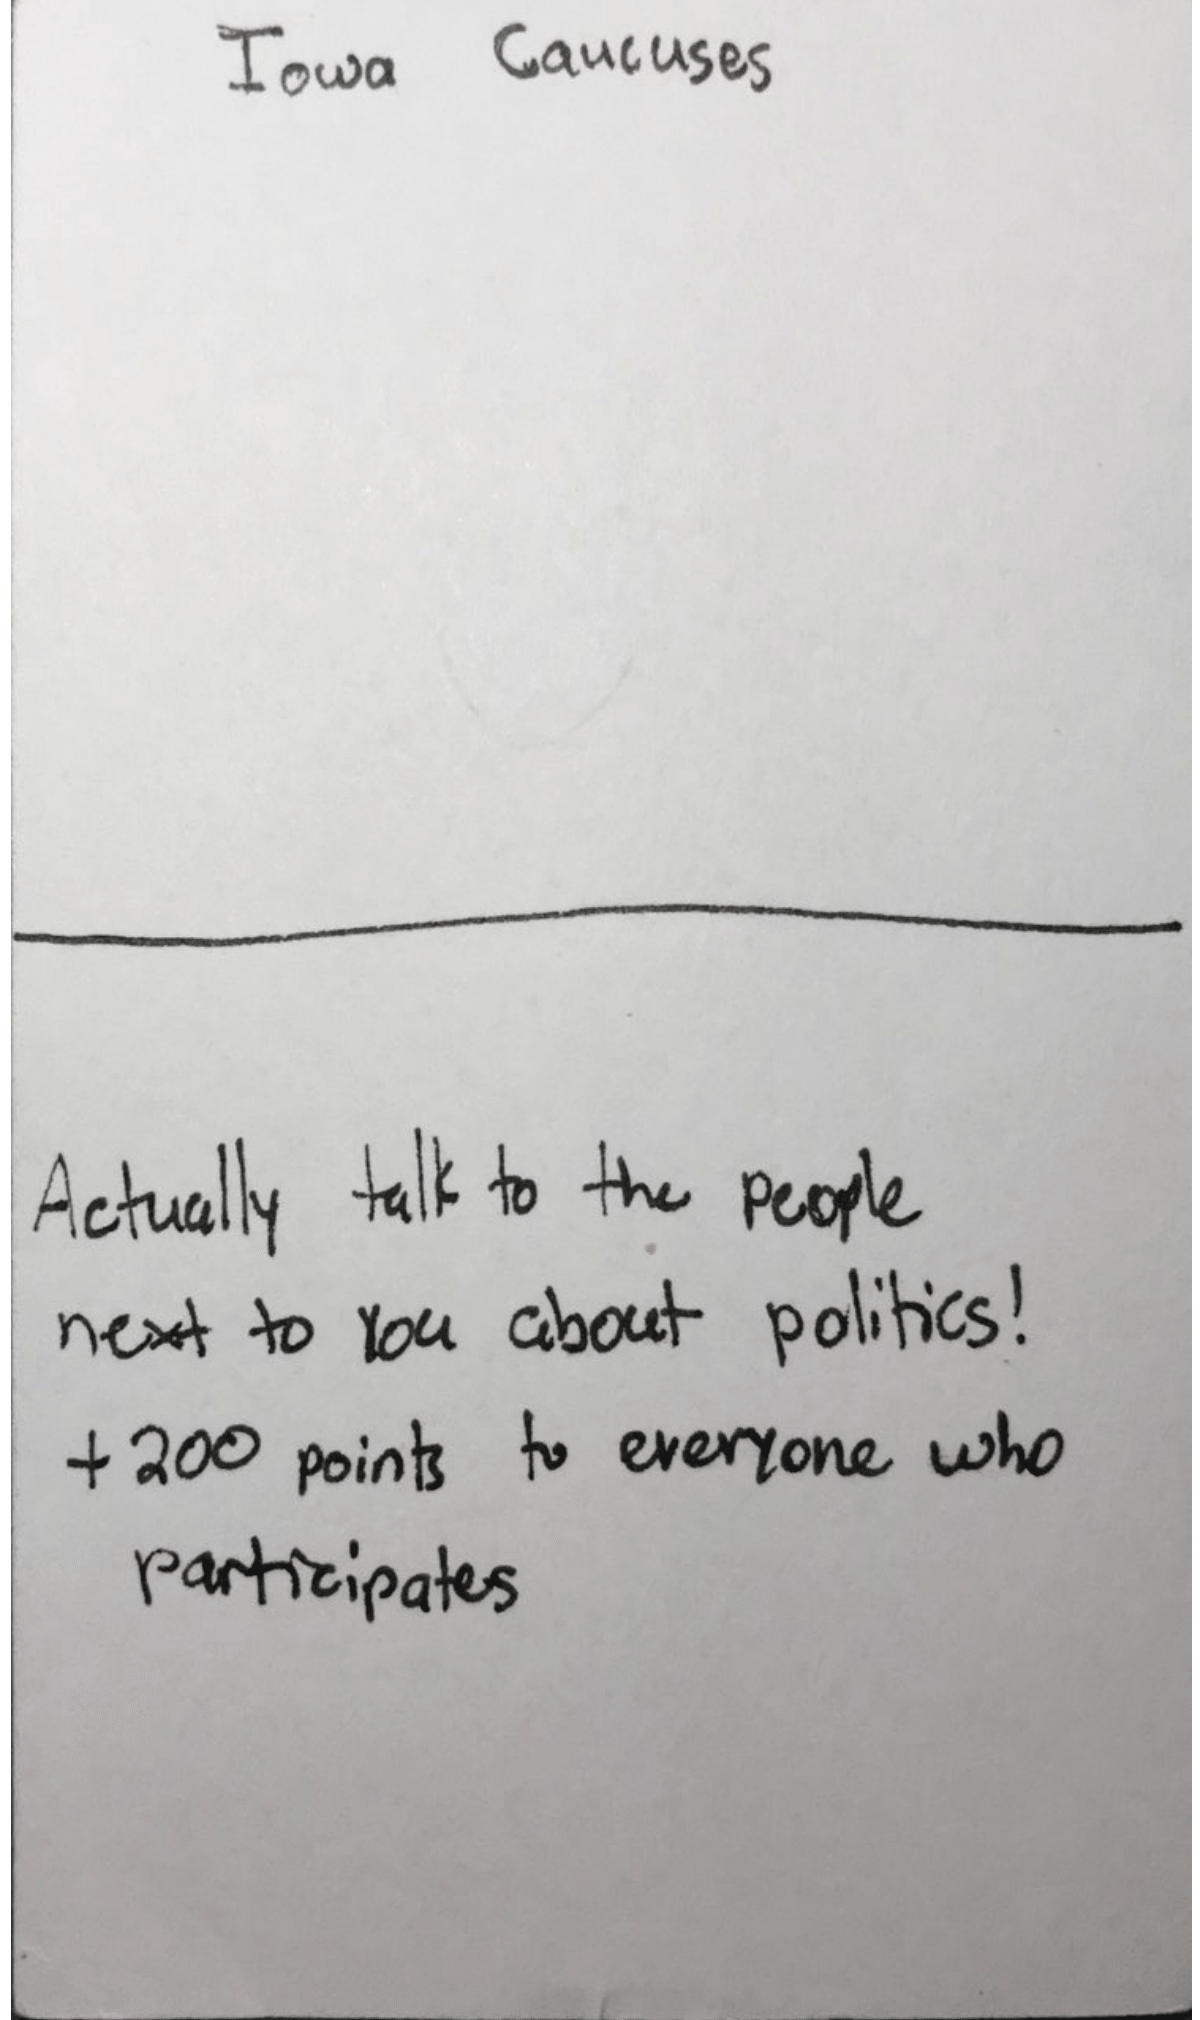 Iowa Caucuses
Actually talk to the people
next to you about politics!
+200 points to everyone who
participates